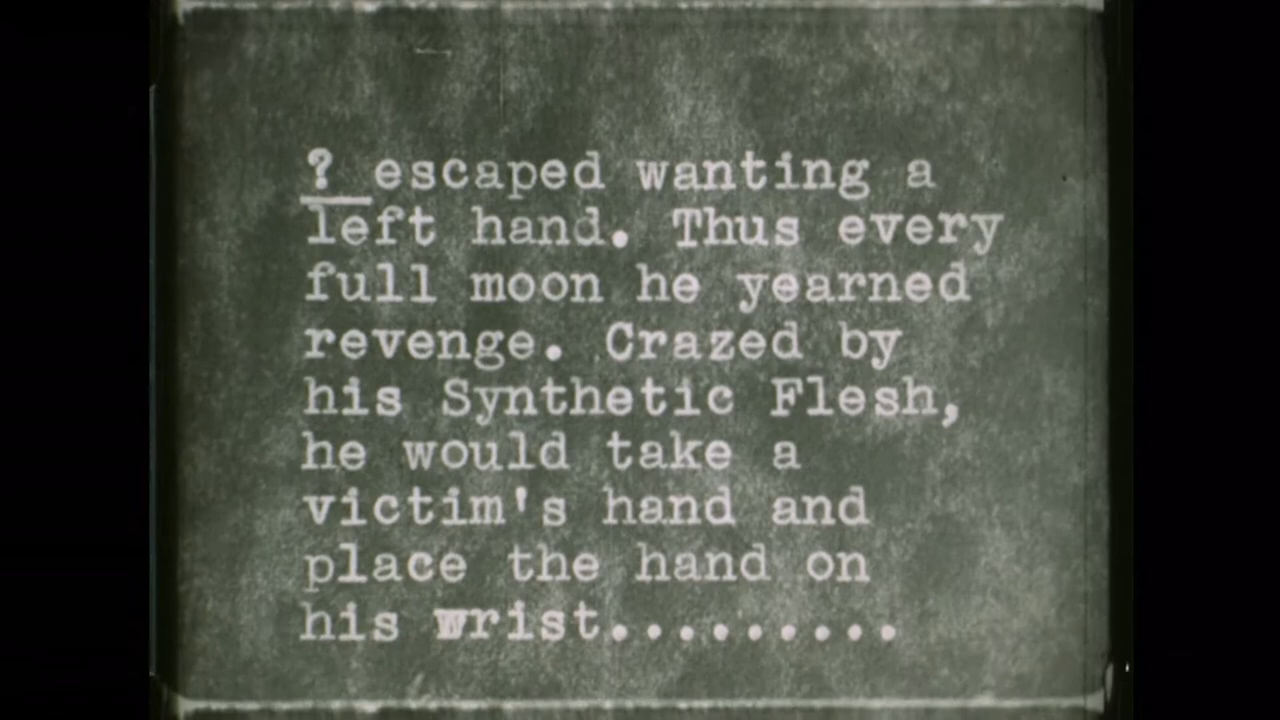 ? escaped wanting a
left hand. Thus every
full moon he yearned
revenge. Crazed by
his Synthetic Flesh,
he would take a
victim's hand and
place the hand on
his wrist.........